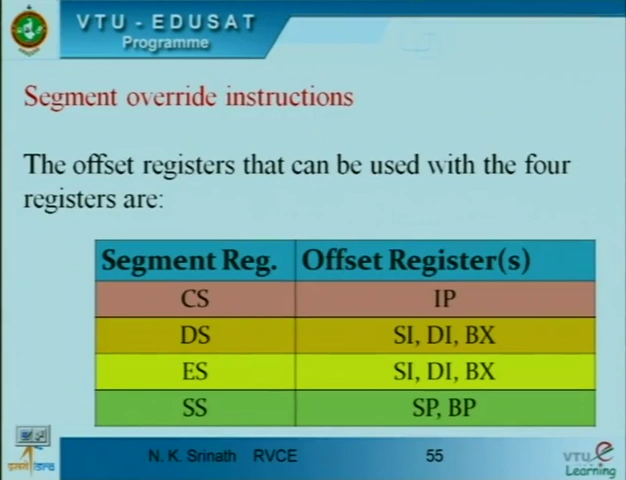 VTU - EDUSAT
Programme
Segment override instructions
The offset registers that can be used with the four
registers are:
Segment Reg. Offset Register(s)
CS IP
DS SI, DI, BX
ES SI, DI, BX
SS SP, BP
N. K. Srinath RVCE 55
VTU e
Learning